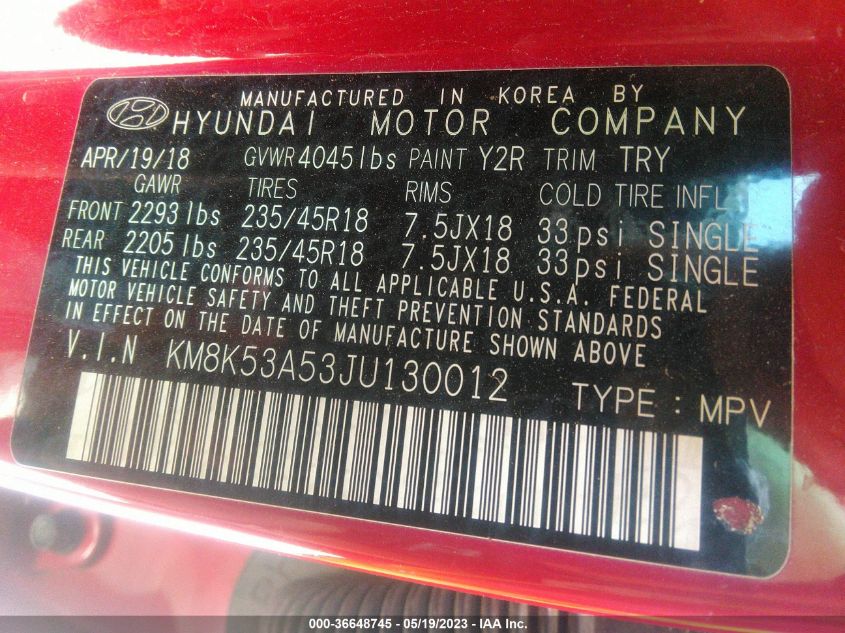 MANUFACTURED IN KOREA BY
HYUNDAI MOTOR COMPANY
APR/19/18 GVWR 4045 lbs PAINT Y2R TRIM TRY
GAWR TIRES RIMS COLD TIRE INFL
FRONT 2293 lbs 235/45R18 7.5JX18 33psi SINGLE
REAR 2205 lbs 235/45R18 7.5JX18 33psi SINGLE
THIS VEHICLE CONFORMS TO ALL APPLICABLE U.S.A. FEDERAL
MOTOR VEHICLE SAFETY AND THEFT PREVENTION STANDARDS
IN EFFECT ON THE DATE OF MANUFACTURE SHOWN ABOVE
V.I.N KM8K53A53JU130012 TYPE : MPV
000-36648745 - 05/19/2023 - IAA Inc.